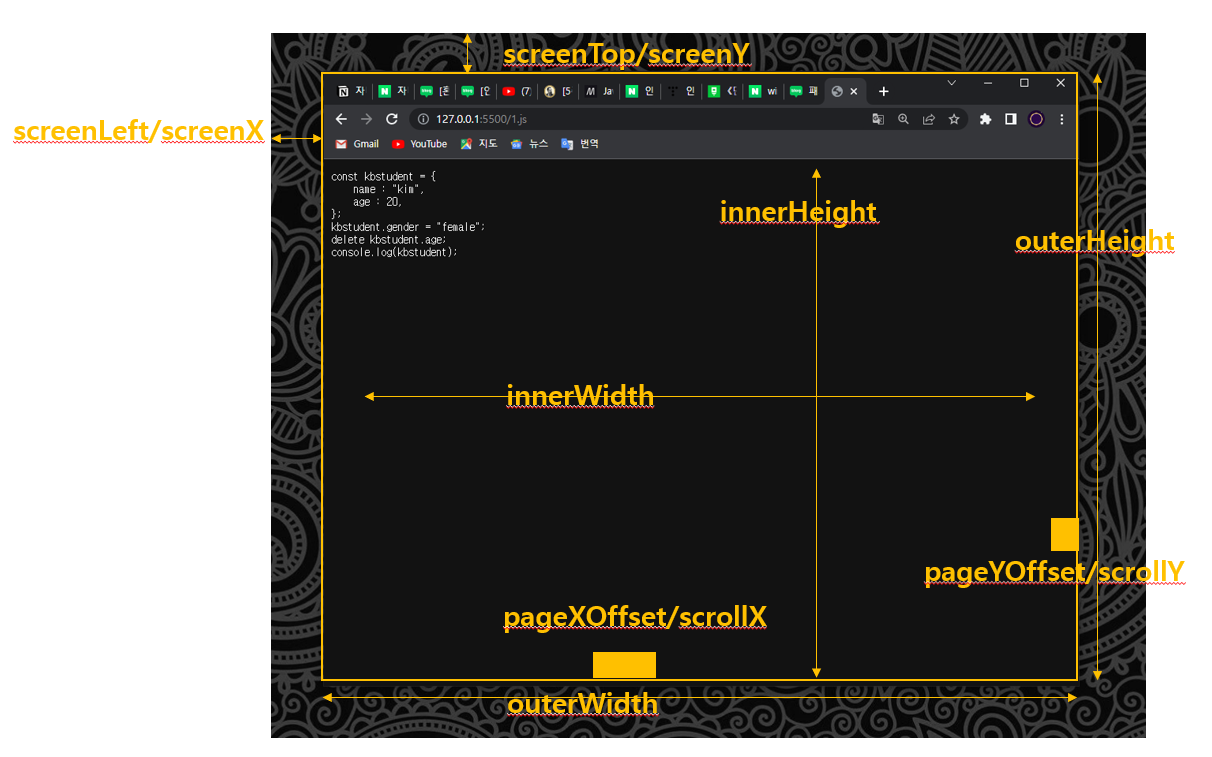 screenTop/screenY
자 자 [혼 [인 (7 [5 Ja 인 인 wi 패
screenLeft/screenX
127.0.0.1:5500/1.js
Gmail YouTube 지도 뉴스 번역
const kbstudent = {
name : "kim",
age : 20,
};
kbstudent.gender = "female";
delete kbstudent.age;
console.log(kbstudent);
innerHeight
outerHeight
innerWidth
pageYOffset/scrollY
pageXOffset/scrollX
outerWidth